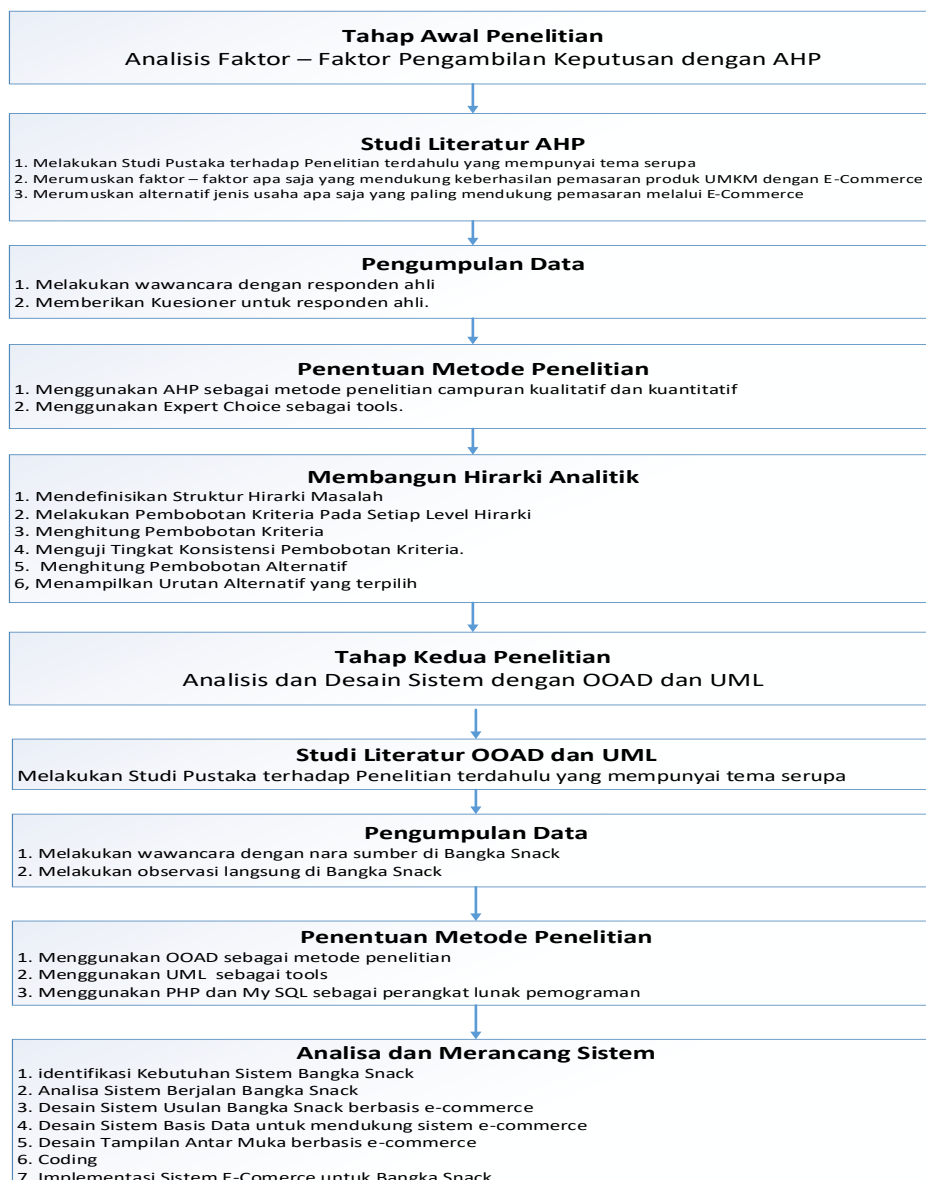 Tahap Awal Penelitian
Analisis Faktor – Faktor Pengambilan Keputusan dengan AHP
Studi Literatur AHP
1. Melakukan Studi Pustaka terhadap Penelitian terdahulu yang mempunyai tema serupa
2. Merumuskan faktor – faktor apa saja yang mendukung keberhasilan pemasaran produk UMKM dengan E-Commerce
3. Merumuskan alternatif jenis usaha apa saja yang paling mendukung pemasaran melalui E-Commerce
Pengumpulan Data
1. Melakukan wawancara dengan responden ahli
2. Memberikan Kuesioner untuk responden ahli.
Penentuan Metode Penelitian
1. Menggunakan AHP sebagai metode penelitian campuran kualitatif dan kuantitatif
2. Menggunakan Expert Choice sebagai tools.
Membangun Hirarki Analitik
1. Mendefinisikan Struktur Hirarki Masalah
2. Melakukan Pembobotan Kriteria Pada Setiap Level Hirarki
3. Menghitung Pembobotan Kriteria
4. Menguji Tingkat Konsistensi Pembobotan Kriteria.
5. Menghitung Pembobotan Alternatif
6, Menampilkan Urutan Alternatif yang terpilih
Tahap Kedua Penelitian
Analisis dan Desain Sistem dengan OOAD dan UML
Studi Literatur OOAD dan UML
Melakukan Studi Pustaka terhadap Penelitian terdahulu yang mempunyai tema serupa
Pengumpulan Data
1. Melakukan wawancara dengan nara sumber di Bangka Snack
2. Melakukan observasi langsung di Bangka Snack
Penentuan Metode Penelitian
1. Menggunakan OOAD sebagai metode penelitian
2. Menggunakan UML sebagai tools
3. Menggunakan PHP dan My SQL sebagai perangkat lunak pemograman
Analisa dan Merancang Sistem
1. identifikasi Kebutuhan Sistem Bangka Snack
2. Analisa Sistem Berjalan Bangka Snack
3. Desain Sistem Usulan Bangka Snack berbasis e-commerce
4. Desain Sistem Basis Data untuk mendukung sistem e-commerce
5. Desain Tampilan Antar Muka berbasis e-commerce
6. Coding
7. Implementasi Sistem E-Comerce untuk Bangka Snack